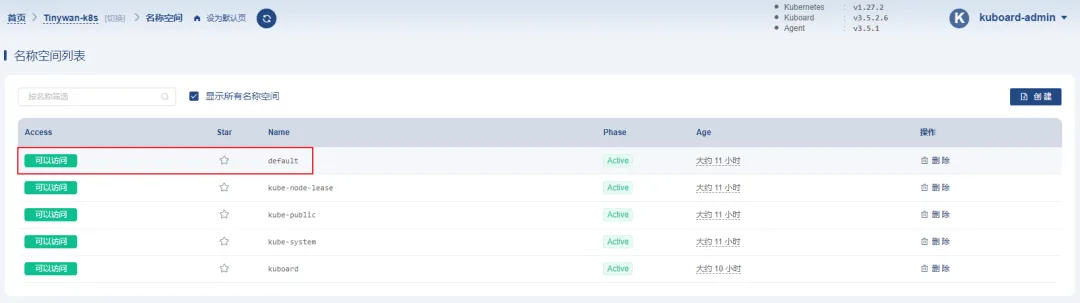 首页 > Tinywan-k8s [切换] > 名称空间 设为默认页
Kubernetes : v1.27.2
Kuboard : v3.5.2.6
Agent : v3.5.1
K kuboard-admin
名称空间列表
按名称筛选 显示所有名称空间 创 建
Access Star Name Phase Age 操作
可以访问 default Active 大约 11 小时 删 除
可以访问 kube-node-lease Active 大约 11 小时 删 除
可以访问 kube-public Active 大约 11 小时 删 除
可以访问 kube-system Active 大约 11 小时 删 除
可以访问 kuboard Active 大约 10 小时 删 除